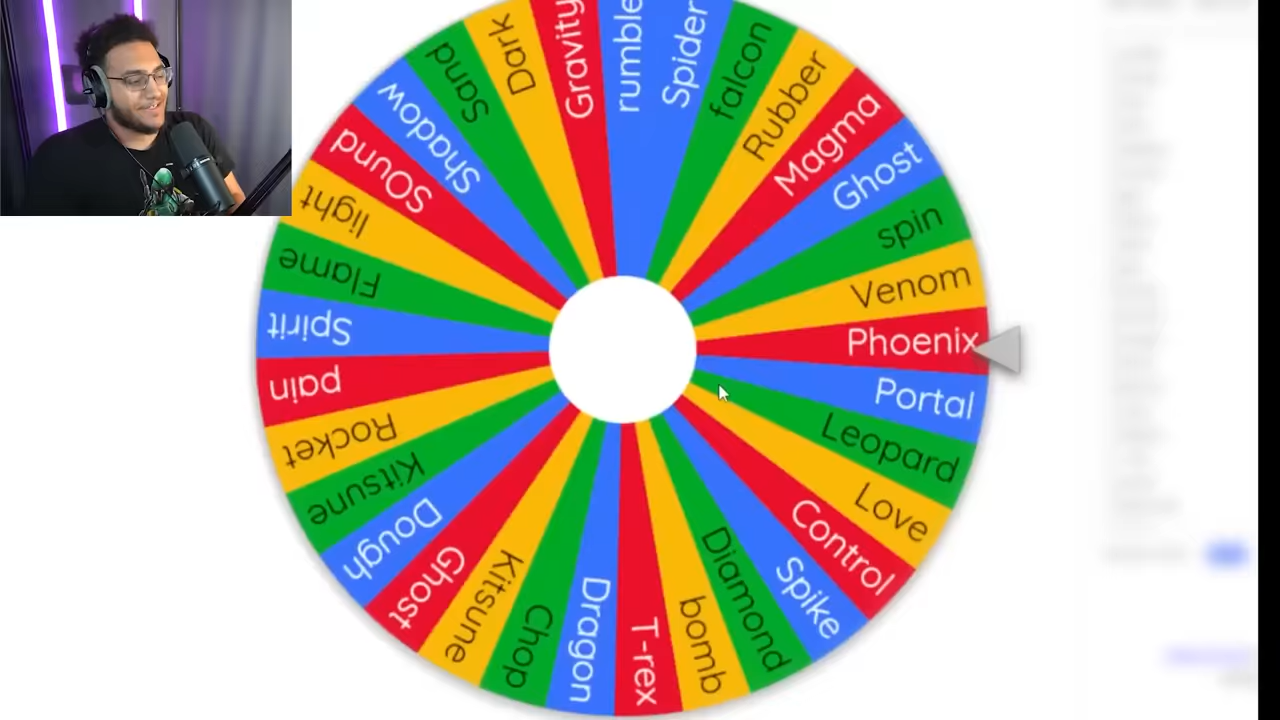 Gravity
rumble
Spider
falcon
Rubber
Magma
Ghost
spin
Venom
Phoenix
Portal
Leopard
Love
Control
Spike
Diamond
bomb
T-rex
Dragon
Chop
Kitsune
Ghost
Dough
Kitsune
Rocket
pain
Spirit
Flame
light
SOund
Shadow
Sand
Dark